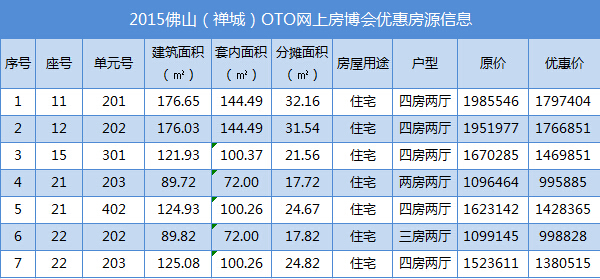 2015佛山（禅城）OTO网上房博会优惠房源信息
序号 座号 单元号 建筑面积（㎡） 套内面积（㎡） 分摊面积（㎡） 房屋用途 户型 原价 优惠价
1 11 201 176.65 144.49 32.16 住宅 四房两厅 1985546 1797404
2 12 202 176.03 144.49 31.54 住宅 四房两厅 1951977 1766851
3 15 301 121.93 100.37 21.56 住宅 四房两厅 1670285 1469851
4 21 203 89.72 72.00 17.72 住宅 两房两厅 1096464 995885
5 21 402 124.93 100.26 24.67 住宅 四房两厅 1623142 1428365
6 22 202 89.82 72.00 17.82 住宅 三房两厅 1099145 998828
7 22 203 125.08 100.26 24.82 住宅 四房两厅 1523611 1380515